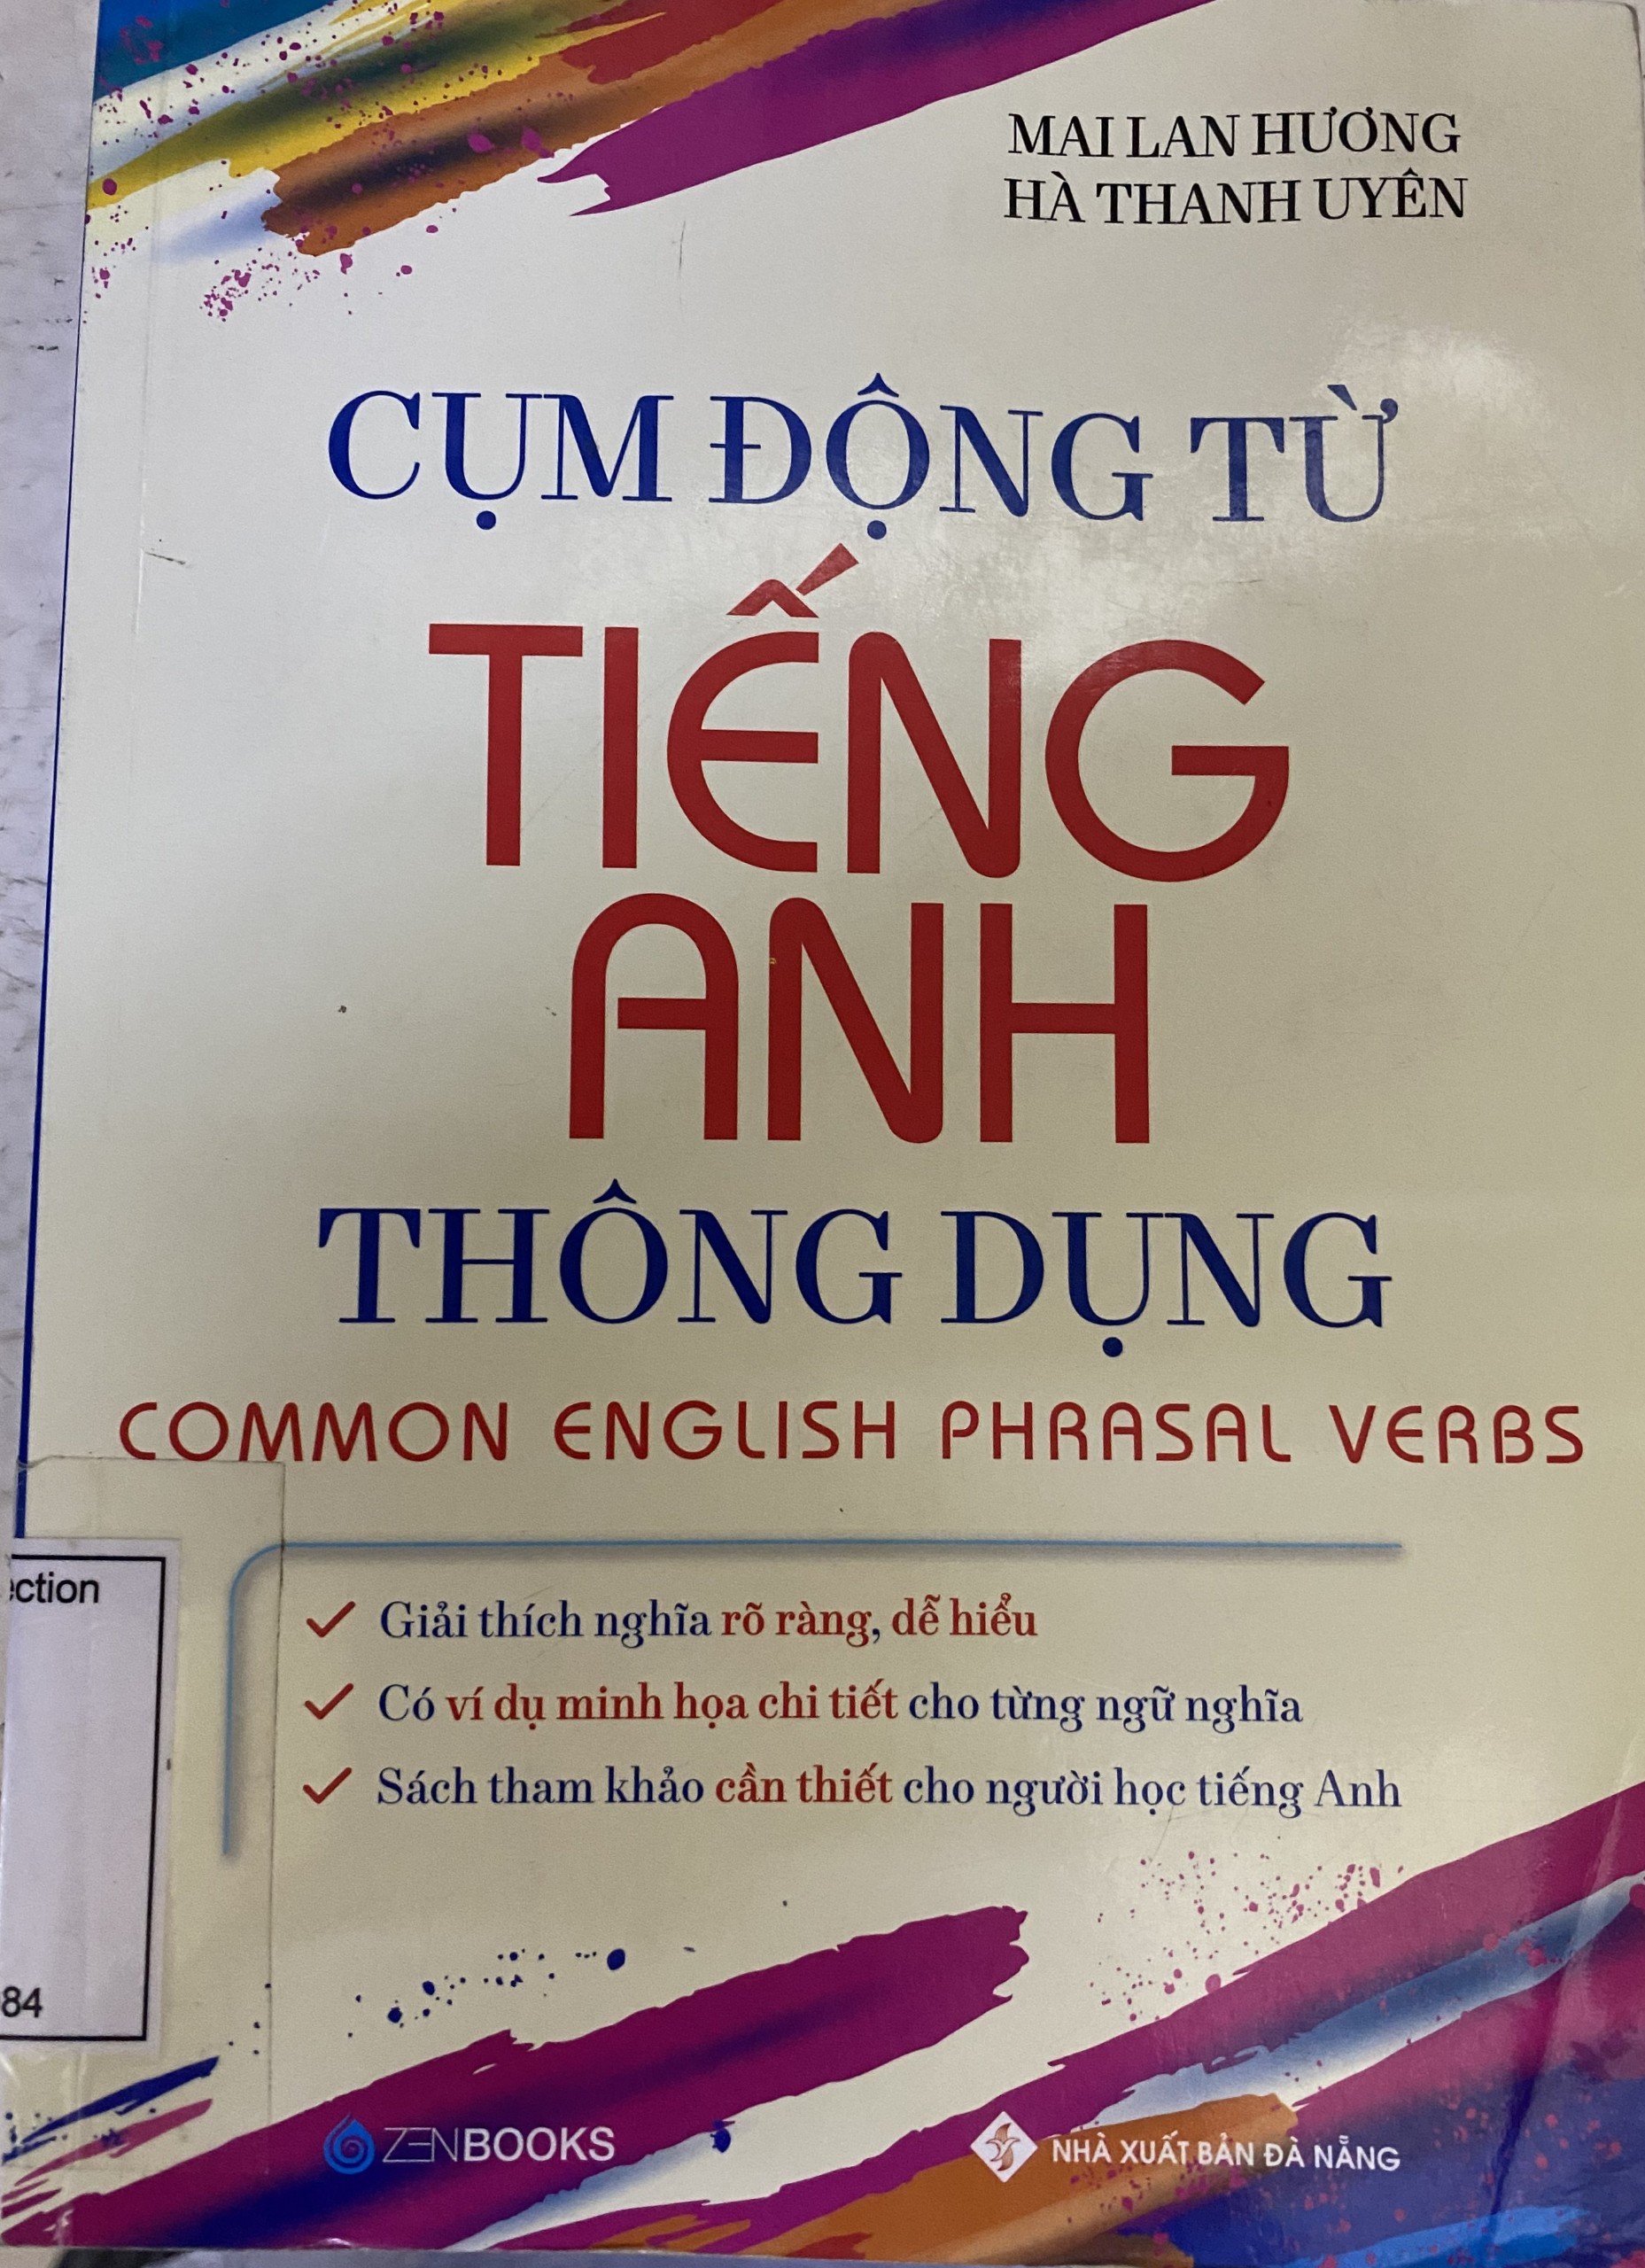 MAI LAN HƯƠNG
HÀ THANH UYÊN
CỤM ĐỘNG TỪ
TIẾNG
ANH
THÔNG DỤNG
COMMON ENGLISH PHRASAL VERBS
ction
Giải thích nghĩa rõ ràng, dễ hiểu
Có ví dụ minh họa chi tiết cho từng ngữ nghĩa
Sách tham khảo cần thiết cho người học tiếng Anh
84
ZENBOOKS
NHÀ XUẤT BẢN ĐÀ NẴNG